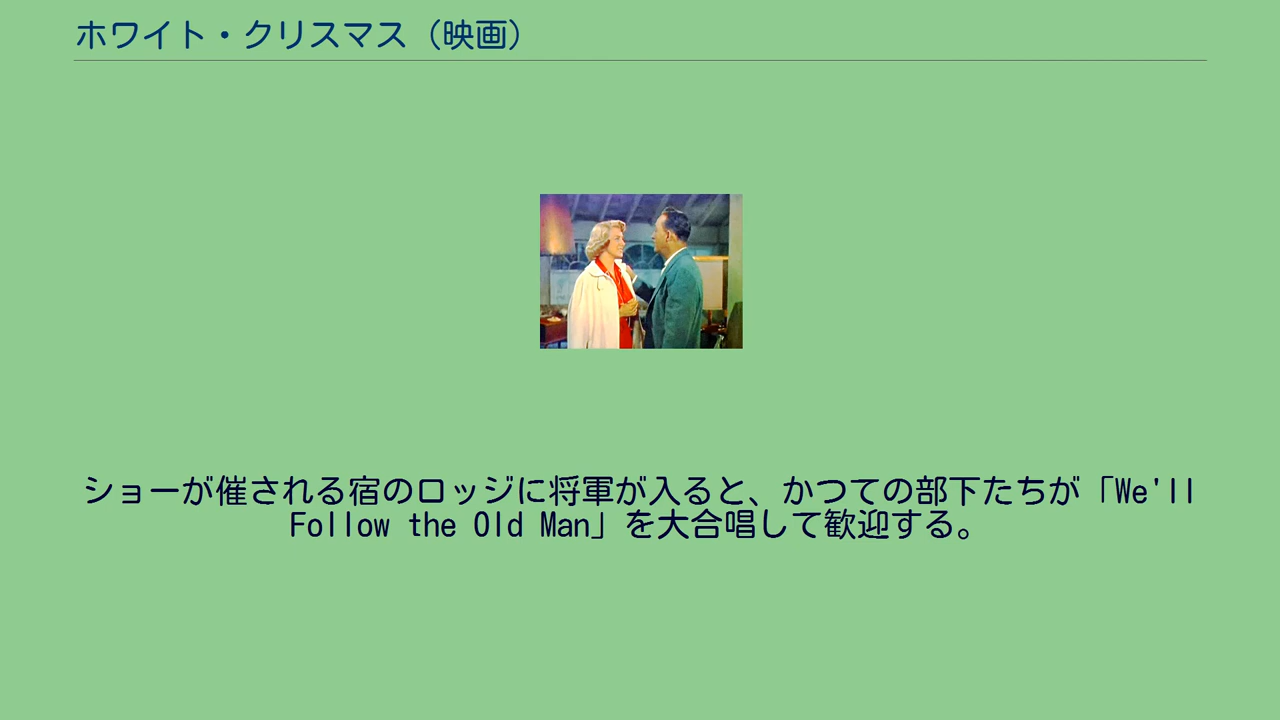 ホワイト・クリスマス（映画）
ショーが催される宿のロッジに将軍が入ると、かつての部下たちが「We'll
Follow the Old Man」を大合唱して歓迎する。